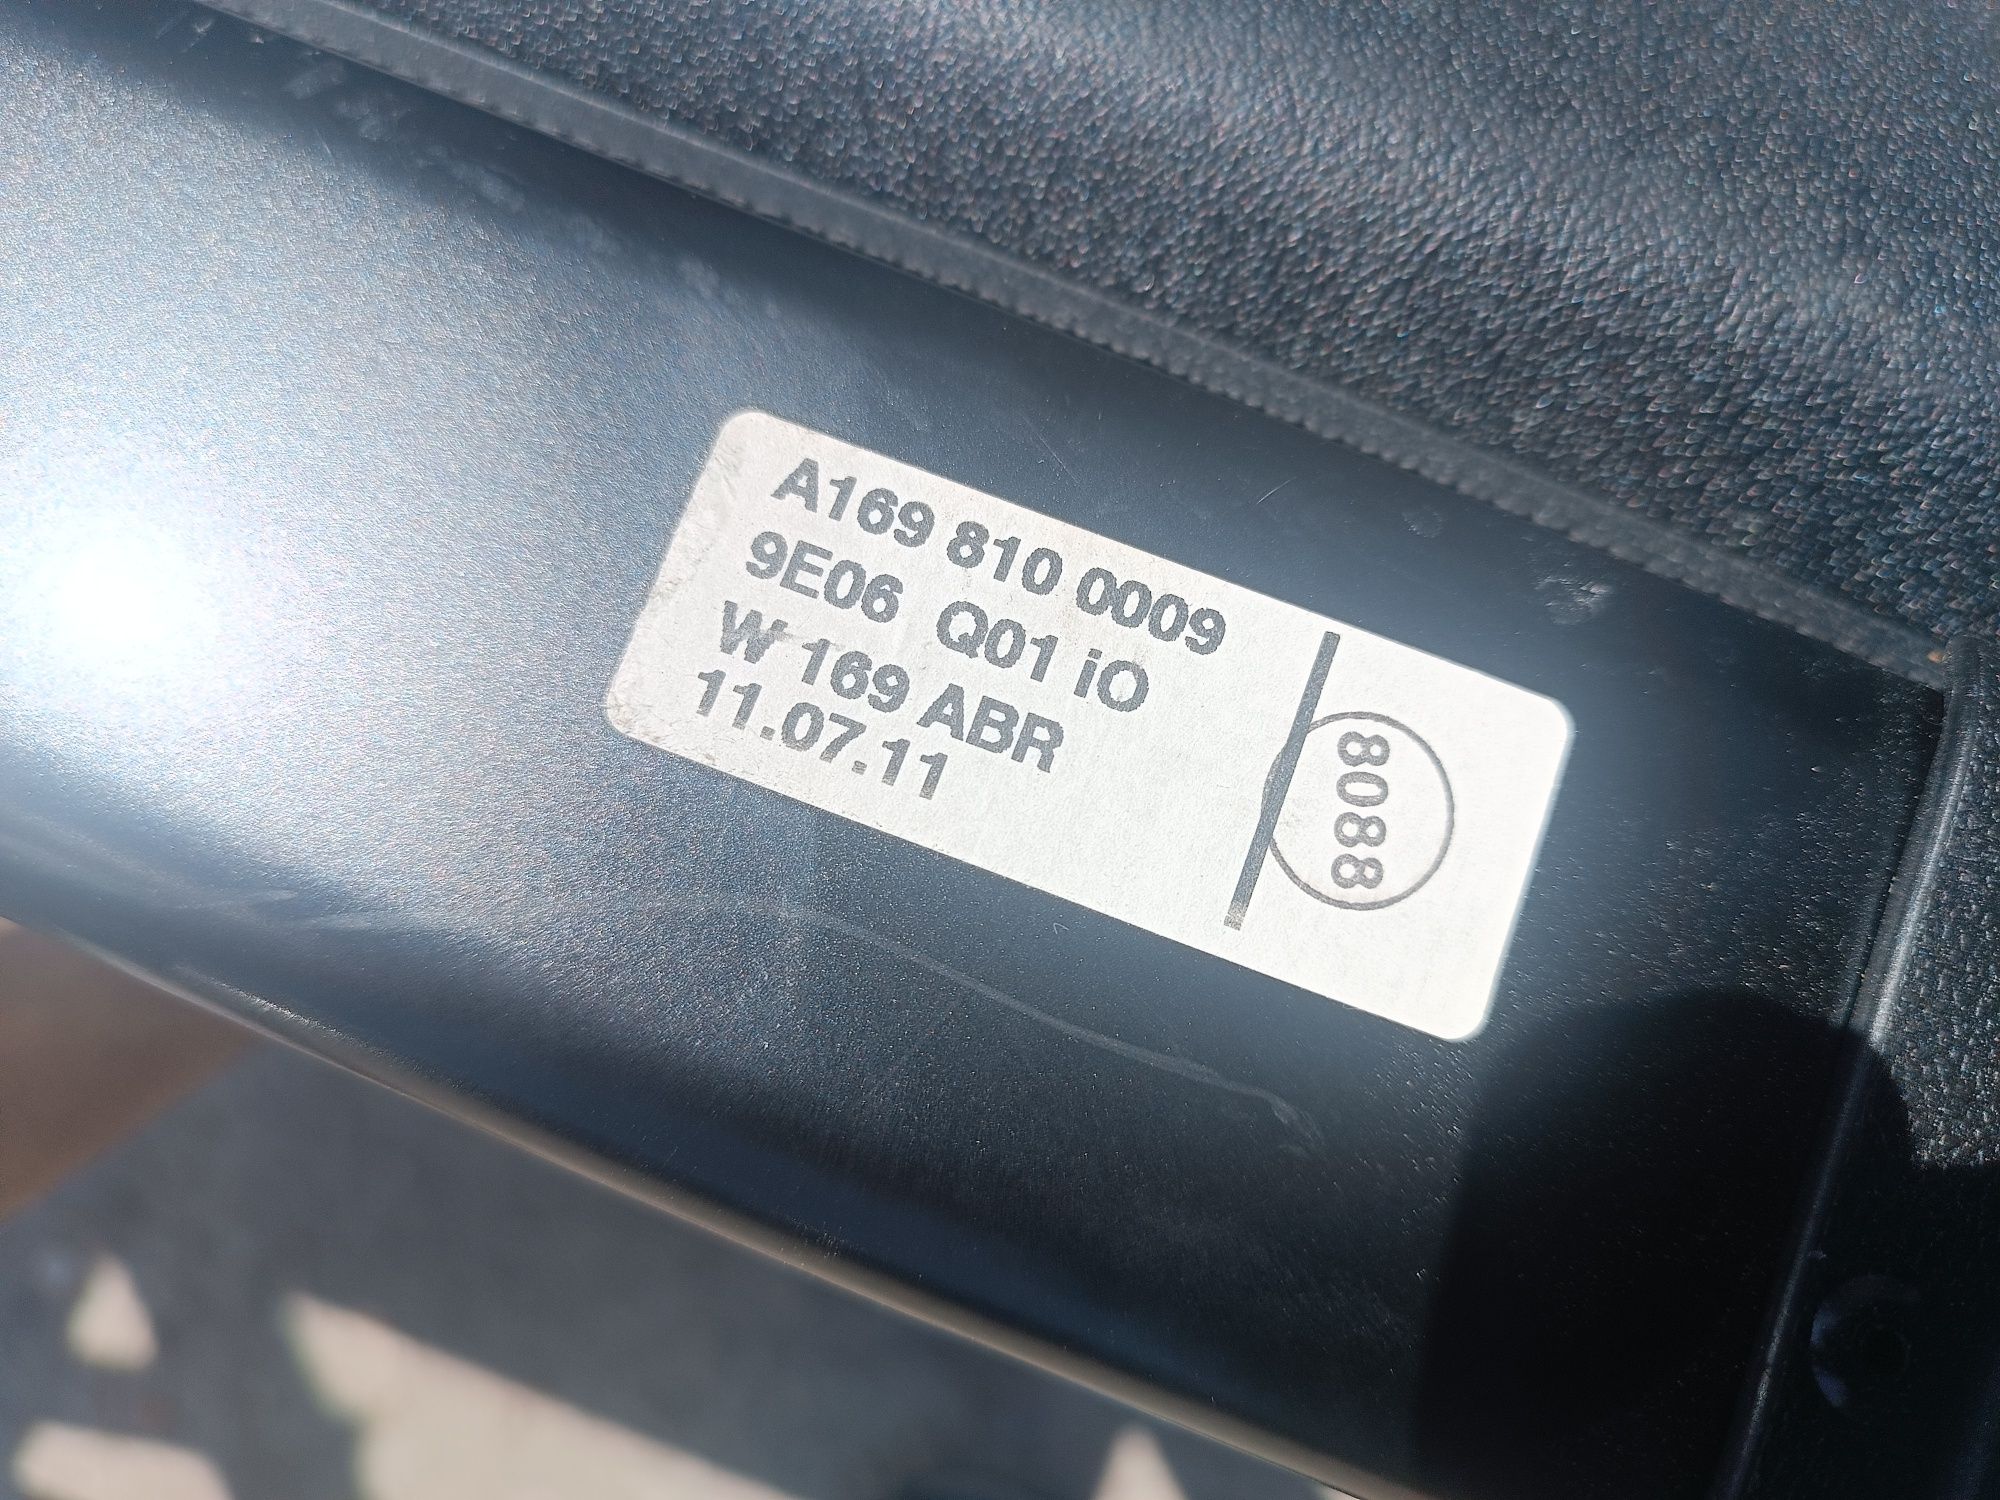 A169 810 0009
9E06 Q01 iO
W 169 ABR
11.07.11
8088